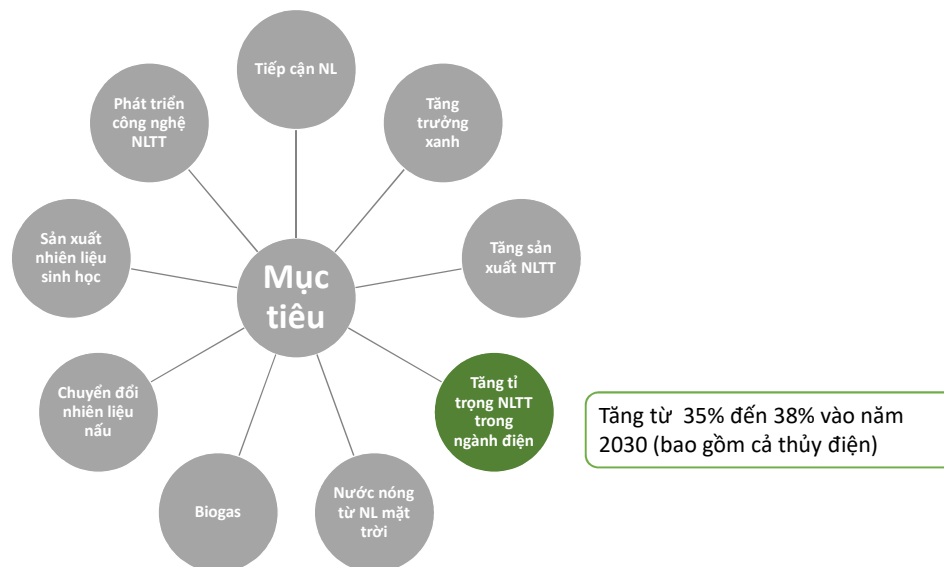 Tiếp cận NL
Tăng
trưởng
xanh
Tăng sản
xuất NLTT
Tăng tỉ
trọng NLTT
trong
ngành điện
Tăng từ 35% đến 38% vào năm
2030 (bao gồm cả thủy điện)
Nước nóng
từ NL mặt
trời
Biogas
Chuyển đổi
nhiên liệu
nấu
Sản xuất
nhiên liệu
sinh học
Phát triển
công nghệ
NLTT
Mục
tiêu